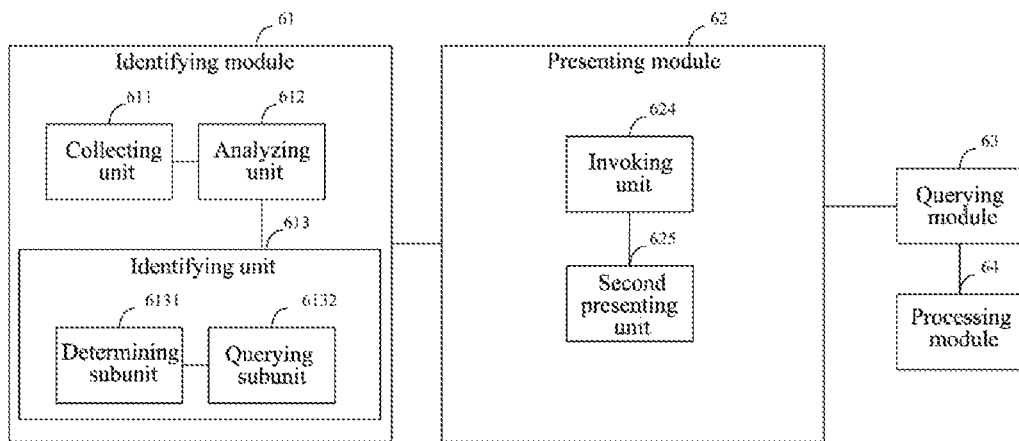 61
Identifying module
611
Collecting
unit
612
Analyzing
unit
613
Identifying unit
6131
Determining
subunit
6132
Querying
subunit
62
Presenting module
624
Invoking
unit
625
Second
presenting
unit
63
Querying
module
64
Processing
module